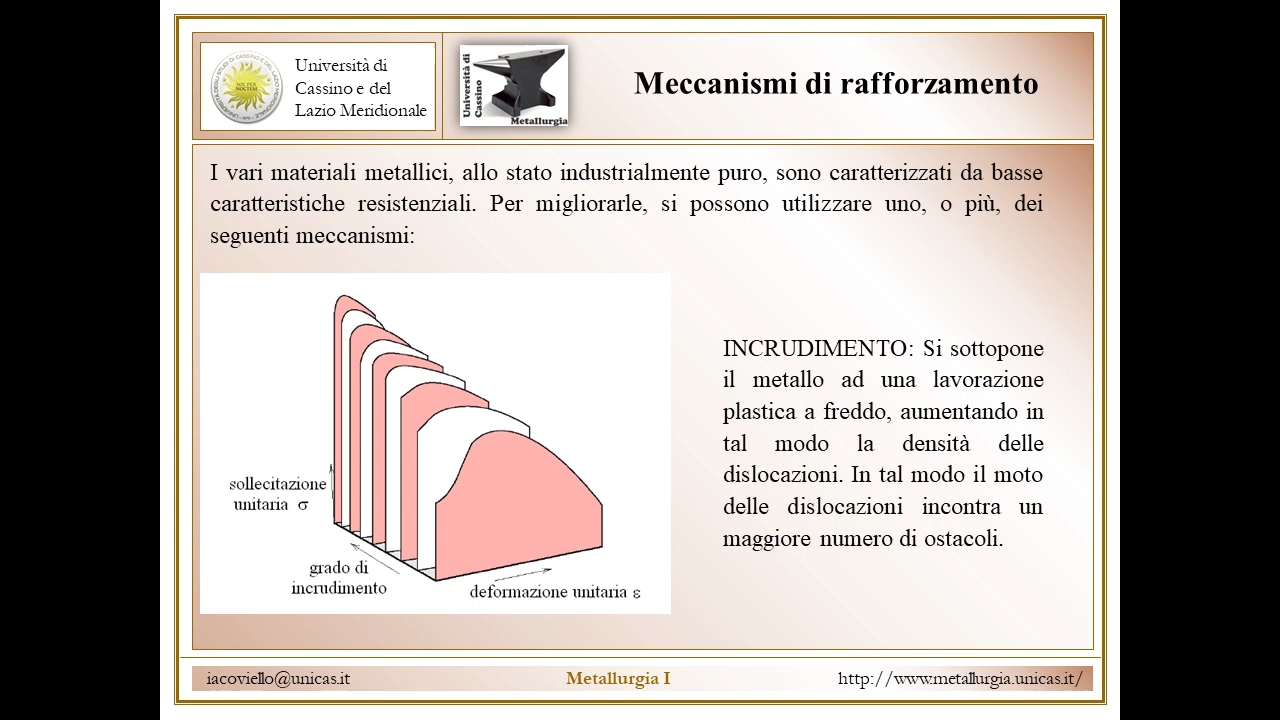 Università di
Cassino e del
Lazio Meridionale
Università di
Cassino
Metallurgia
Meccanismi di rafforzamento
I vari materiali metallici, allo stato industrialmente puro, sono caratterizzati da basse
caratteristiche resistenziali. Per migliorarle, si possono utilizzare uno, o più, dei
seguenti meccanismi:
sollecitazione
unitaria σ
grado di
incrudimento
deformazione unitaria ε
INCRUDIMENTO: Si sottopone
il metallo ad una lavorazione
plastica a freddo, aumentando in
tal modo la densità delle
dislocazioni. In tal modo il moto
delle dislocazioni incontra un
maggiore numero di ostacoli.
iacoviello@unicas.it
Metallurgia I
http://www.metallurgia.unicas.it/